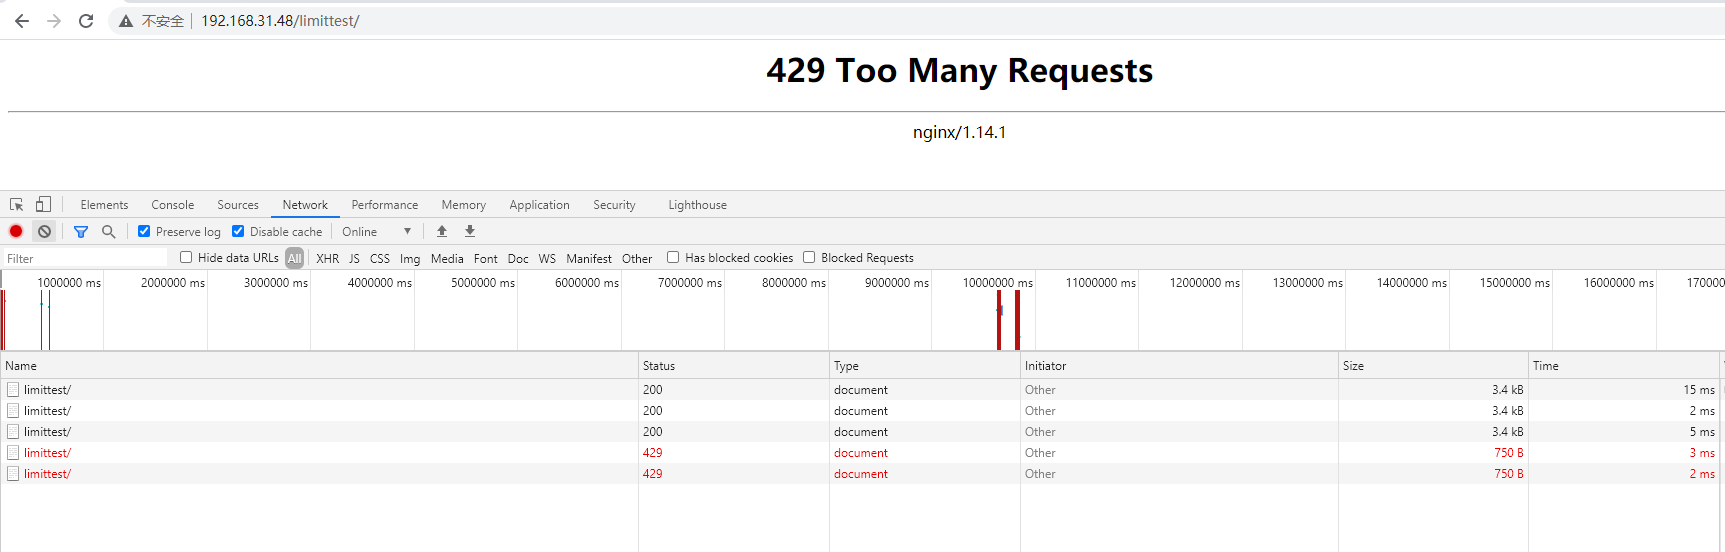 不安全 192.168.31.48/limittest/
429 Too Many Requests
nginx/1.14.1
Elements Console Sources Network Performance Memory Application Security Lighthouse
Preserve log Disable cache Online
Filter Hide data URLs All XHR JS CSS Img Media Font Doc WS Manifest Other Has blocked cookies Blocked Requests
1000000 ms 2000000 ms 3000000 ms 4000000 ms 5000000 ms 6000000 ms 7000000 ms 8000000 ms 9000000 ms 10000000 ms 11000000 ms 12000000 ms 13000000 ms 14000000 ms 15000000 ms 16000000 ms 17000
Name Status Type Initiator Size Time
limittest/ 200 document Other 3.4 kB 15 ms
limittest/ 200 document Other 3.4 kB 2 ms
limittest/ 200 document Other 3.4 kB 5 ms
limittest/ 429 document Other 750 B 3 ms
limittest/ 429 document Other 750 B 2 ms